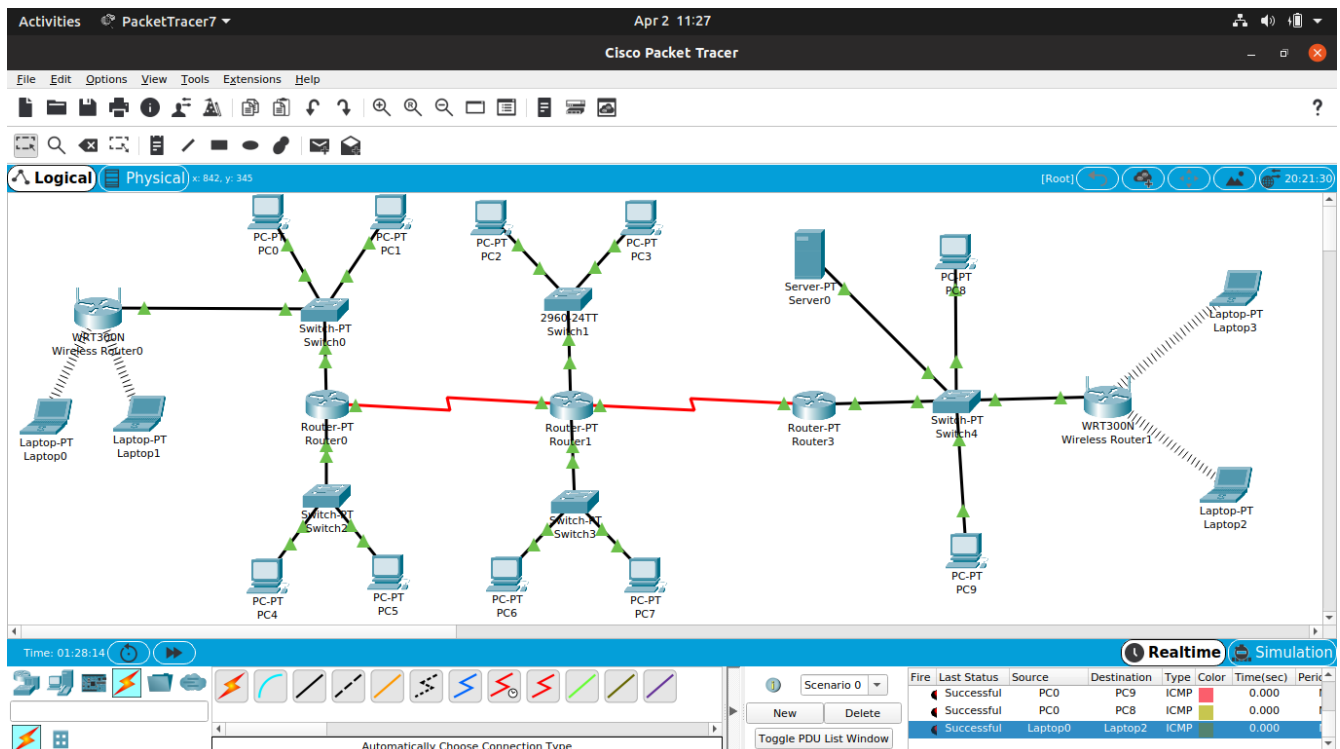 Activities PacketTracer7 Apr 2 11:27
Cisco Packet Tracer
File Edit Options View Tools Extensions Help
?
Logical Physical x: 842, y: 345 [Root] 20:21:30
PC-PT
PC0
PC-PT
PC1
PC-PT
PC2
PC-PT
PC3
Server-PT
Server0
PC-PT
PC8
Laptop-PT
Laptop3
WRT300N
Wireless Router0
Switch-PT
Switch0
2960-24TT
Switch1
Laptop-PT
Laptop0
Laptop-PT
Laptop1
Router-PT
Router0
Router-PT
Router1
Router-PT
Router3
Switch-PT
Switch4
WRT300N
Wireless Router1
Switch-PT
Switch2
Switch-PT
Switch3
Laptop-PT
Laptop2
PC-PT
PC4
PC-PT
PC5
PC-PT
PC6
PC-PT
PC7
PC-PT
PC9
Time: 01:28:14 Realtime Simulation
Scenario 0
New Delete
Toggle PDU List Window
Automatically Choose Connection Type
Fire Last Status Source Destination Type Color Time(sec)
Successful PC0 PC9 ICMP 0.000
Successful PC0 PC8 ICMP 0.000
Successful Laptop0 Laptop2 ICMP 0.000